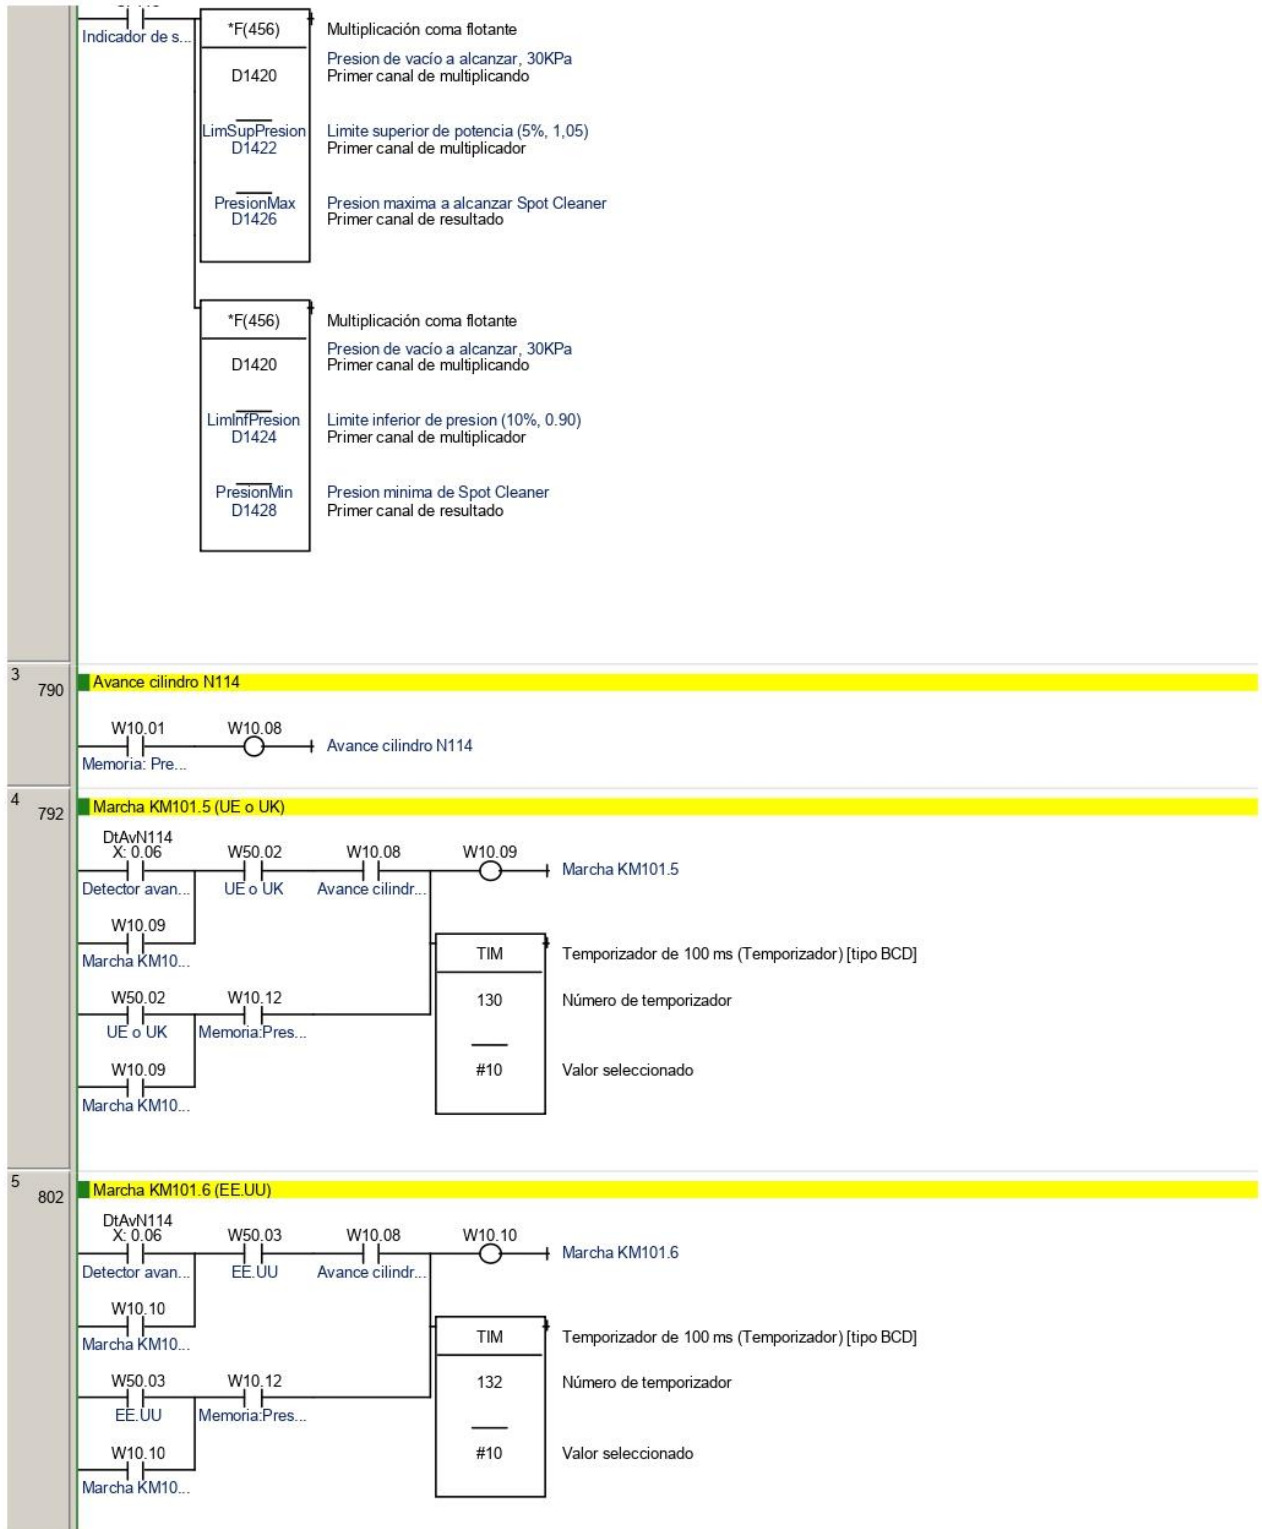 Indicador de s...
*F(456)
Multiplicación coma flotante
D1420
Presion de vacío a alcanzar, 30KPa
Primer canal de multiplicando
LimSupPresion
D1422
Limite superior de potencia (5%, 1,05)
Primer canal de multiplicador
PresionMax
D1426
Presion maxima a alcanzar Spot Cleaner
Primer canal de resultado
*F(456)
Multiplicación coma flotante
D1420
Presion de vacío a alcanzar, 30KPa
Primer canal de multiplicando
LimInfPresion
D1424
Limite inferior de presion (10%, 0.90)
Primer canal de multiplicador
PresionMin
D1428
Presion minima de Spot Cleaner
Primer canal de resultado
3
790
Avance cilindro N114
W10.01
W10.08
Avance cilindro N114
Memoria: Pre...
4
792
Marcha KM101.5 (UE o UK)
DtAvN114
X: 0.06
W50.02
W10.08
W10.09
Marcha KM101.5
Detector avan...
UE o UK
Avance cilindr...
W10.09
Marcha KM10...
TIM
Temporizador de 100 ms (Temporizador) [tipo BCD]
W50.02
W10.12
130
Número de temporizador
UE o UK
Memoria:Pres...
W10.09
#10
Valor seleccionado
Marcha KM10...
5
802
Marcha KM101.6 (EE.UU)
DtAvN114
X: 0.06
W50.03
W10.08
W10.10
Marcha KM101.6
Detector avan...
EE.UU
Avance cilindr...
W10.10
Marcha KM10...
TIM
Temporizador de 100 ms (Temporizador) [tipo BCD]
W50.03
W10.12
132
Número de temporizador
EE.UU
Memoria:Pres...
W10.10
#10
Valor seleccionado
Marcha KM10...